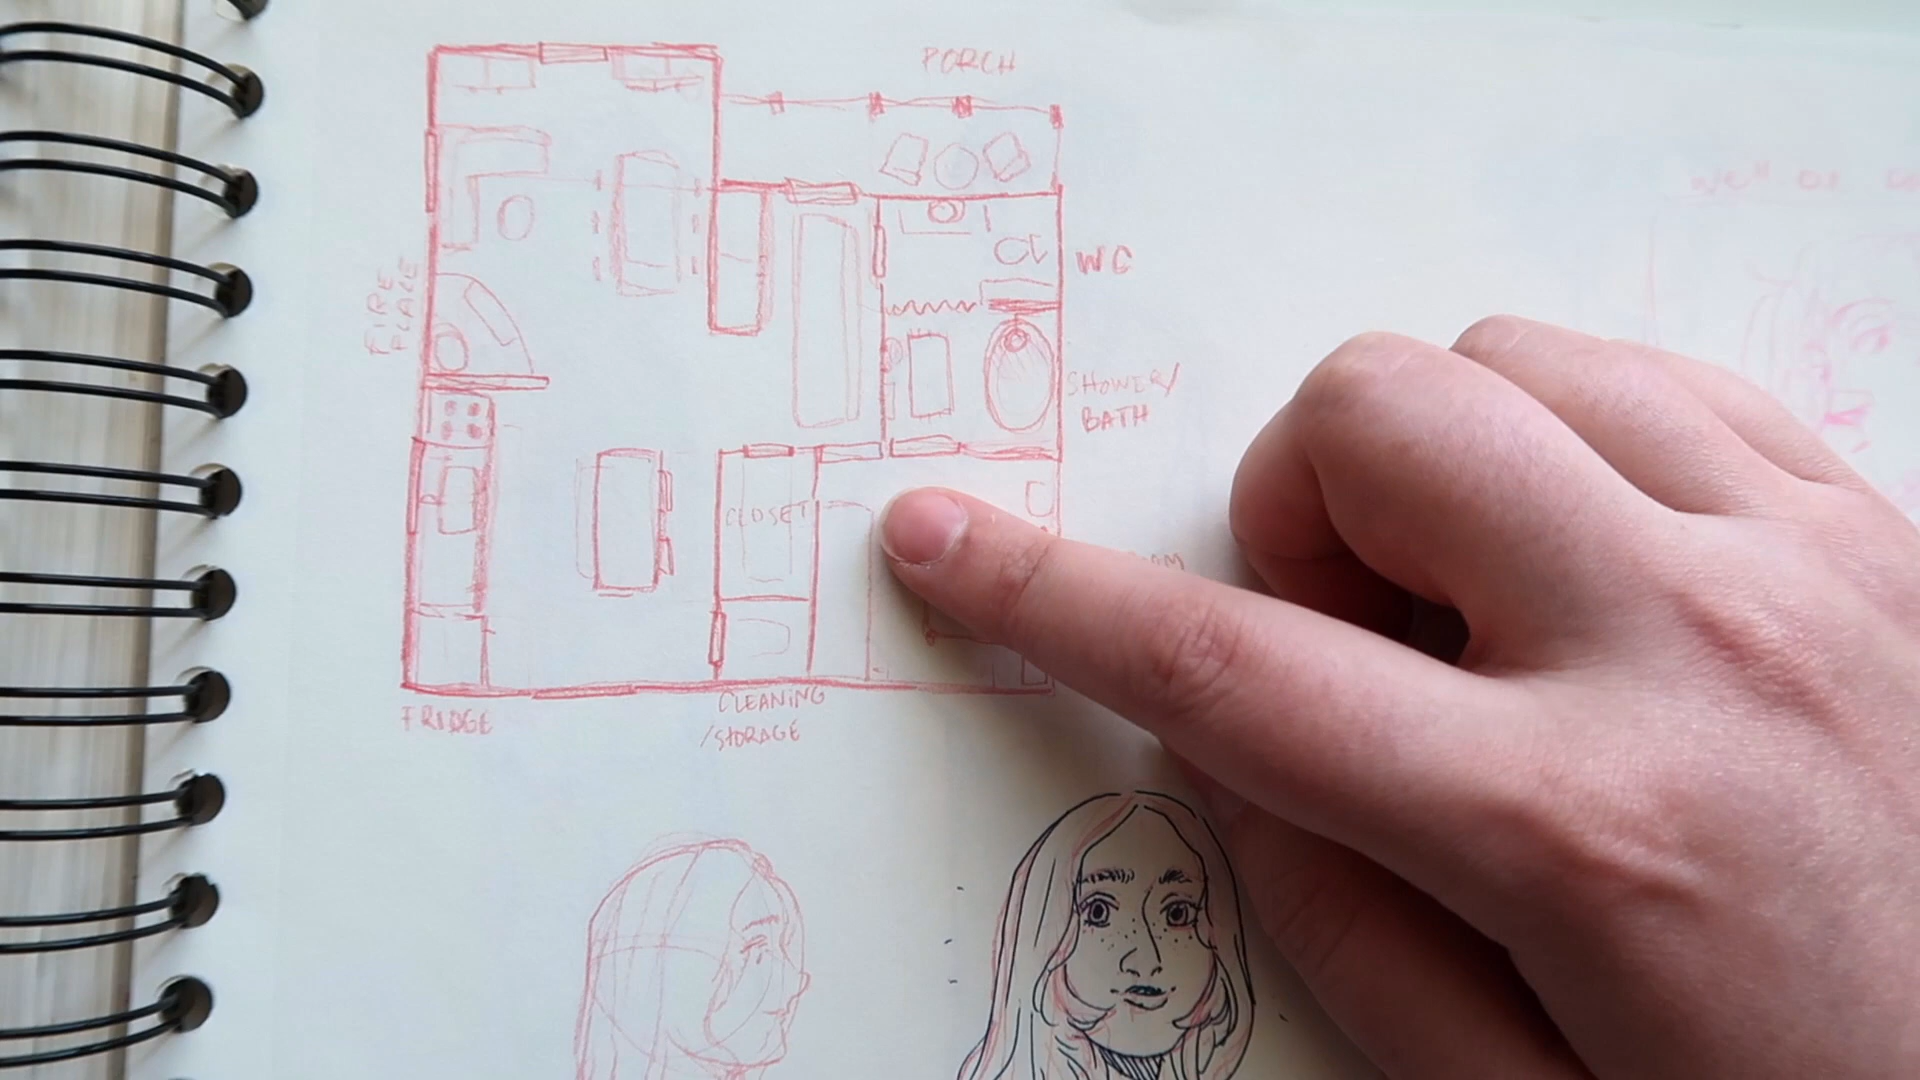 PORCH
WC
FIRE
PLACE
SHOWER/
BATH
CLOSET
FRIDGE
CLEANING
/STORAGE